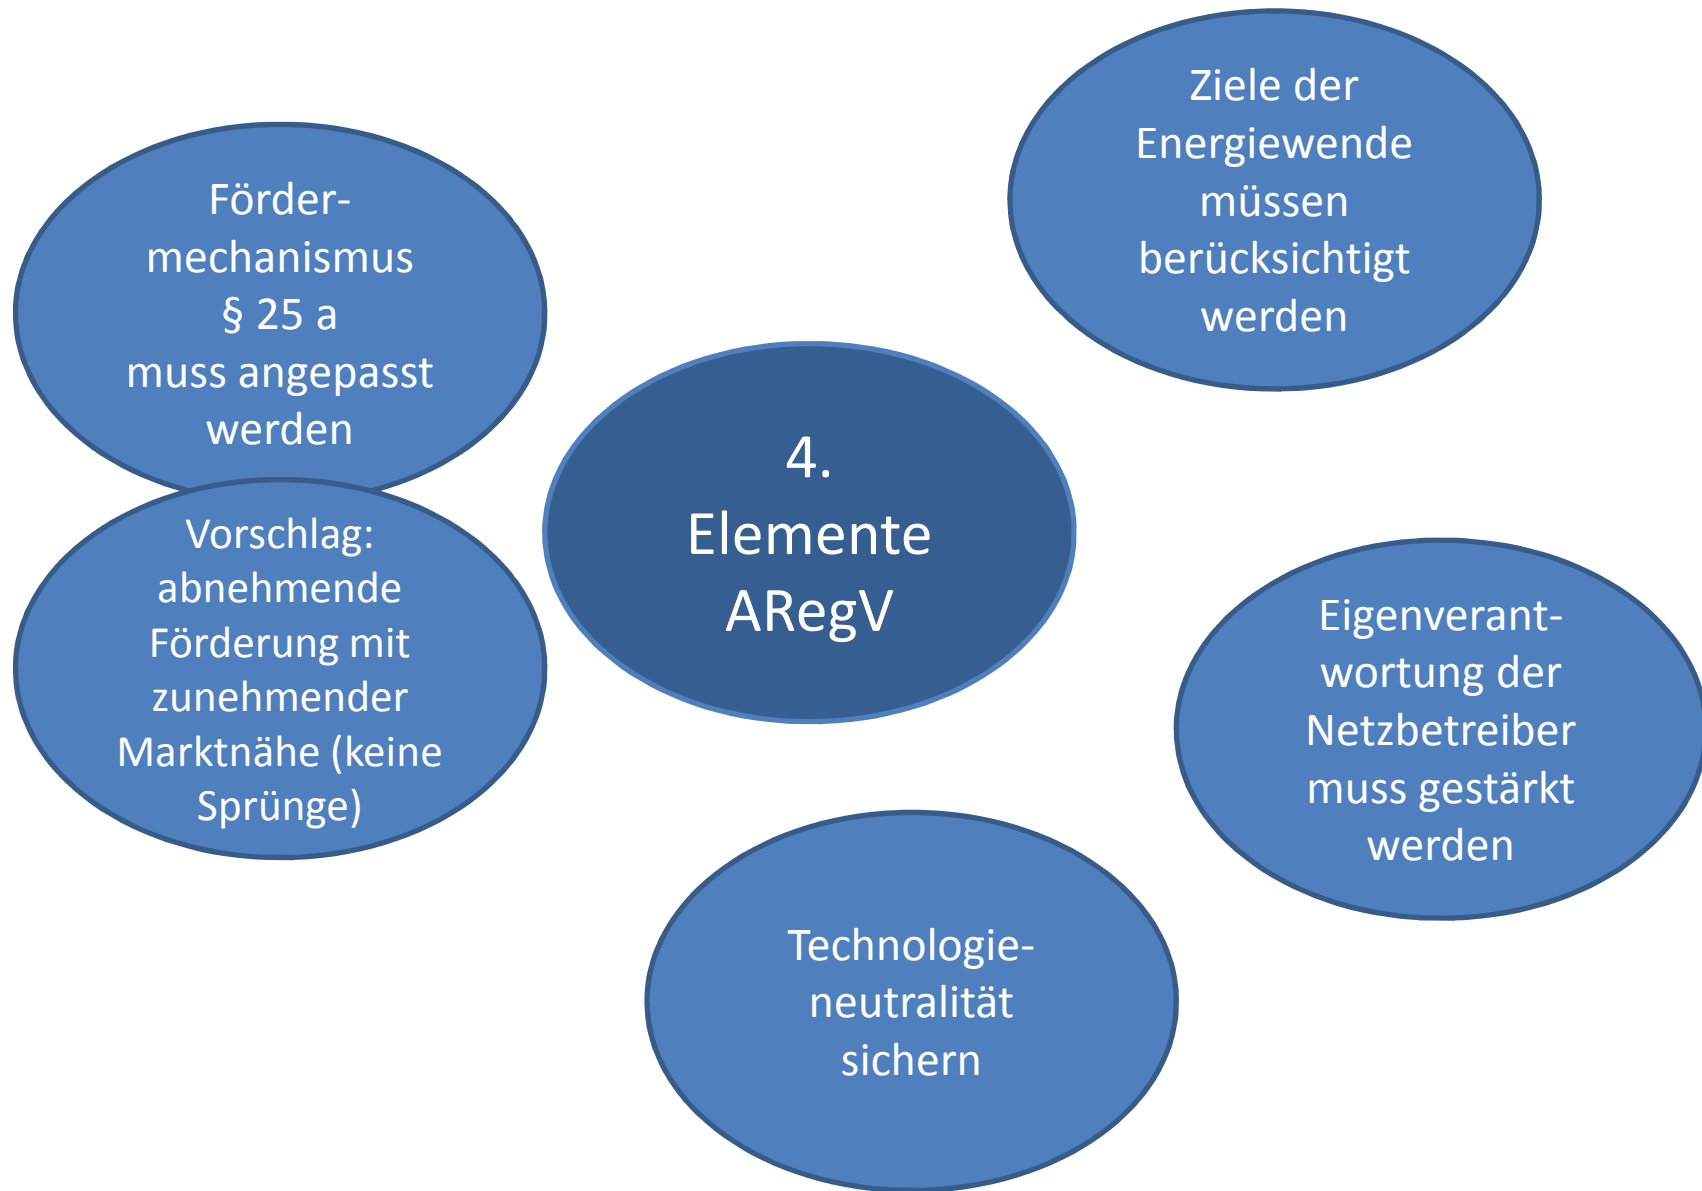 Förder-
mechanismus
§ 25 a
muss angepasst
werden
Vorschlag:
abnehmende
Förderung mit
zunehmender
Marktnähe (keine
Sprünge)
4.
Elemente
ARegV
Ziele der
Energiewende
müssen
berücksichtigt
werden
Eigenverant-
wortung der
Netzbetreiber
muss gestärkt
werden
Technologie-
neutralität
sichern